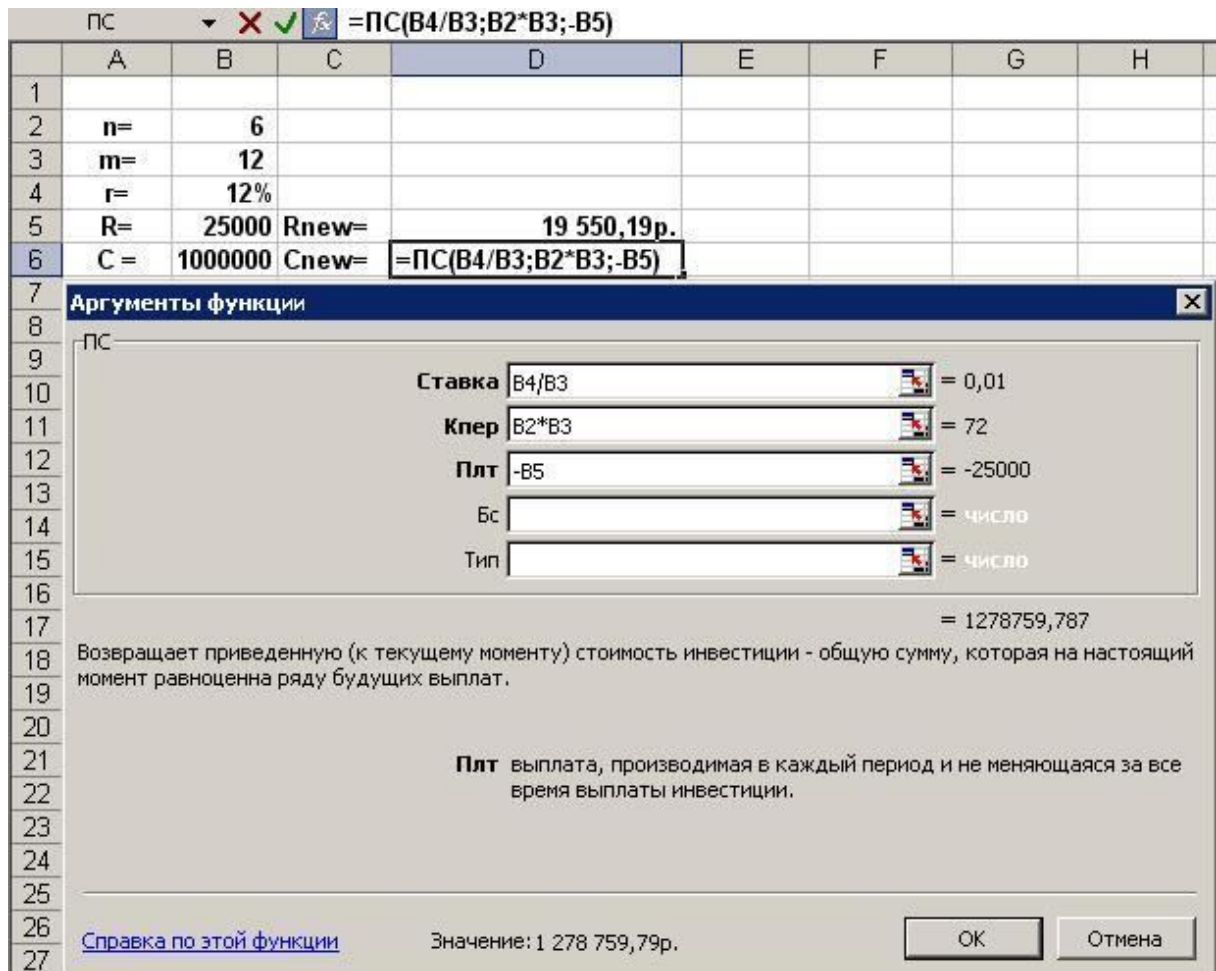 ПС =ПС(B4/B3;B2*B3;-B5)
A B C D E F G H
1
2 n= 6
3 m= 12
4 r= 12%
5 R= 25000 Rnew= 19 550,19р.
6 C = 1000000 Cnew= =ПС(B4/B3;B2*B3;-B5)
7
Аргументы функции
8
ПС
9
Ставка B4/B3 = 0,01
10
11
Кпер B2*B3 = 72
12
Плт -B5 = -25000
13
Бс = число
14
15
Тип = число
16
17
= 1278759,787
18
Возвращает приведенную (к текущему моменту) стоимость инвестиции - общую сумму, которая на настоящий
19
момент равноценна ряду будущих выплат.
20
21
Плт выплата, производимая в каждый период и не меняющаяся за все
22
время выплаты инвестиции.
23
24
25
26
Справка по этой функции Значение: 1 278 759,79р. OK Отмена
27